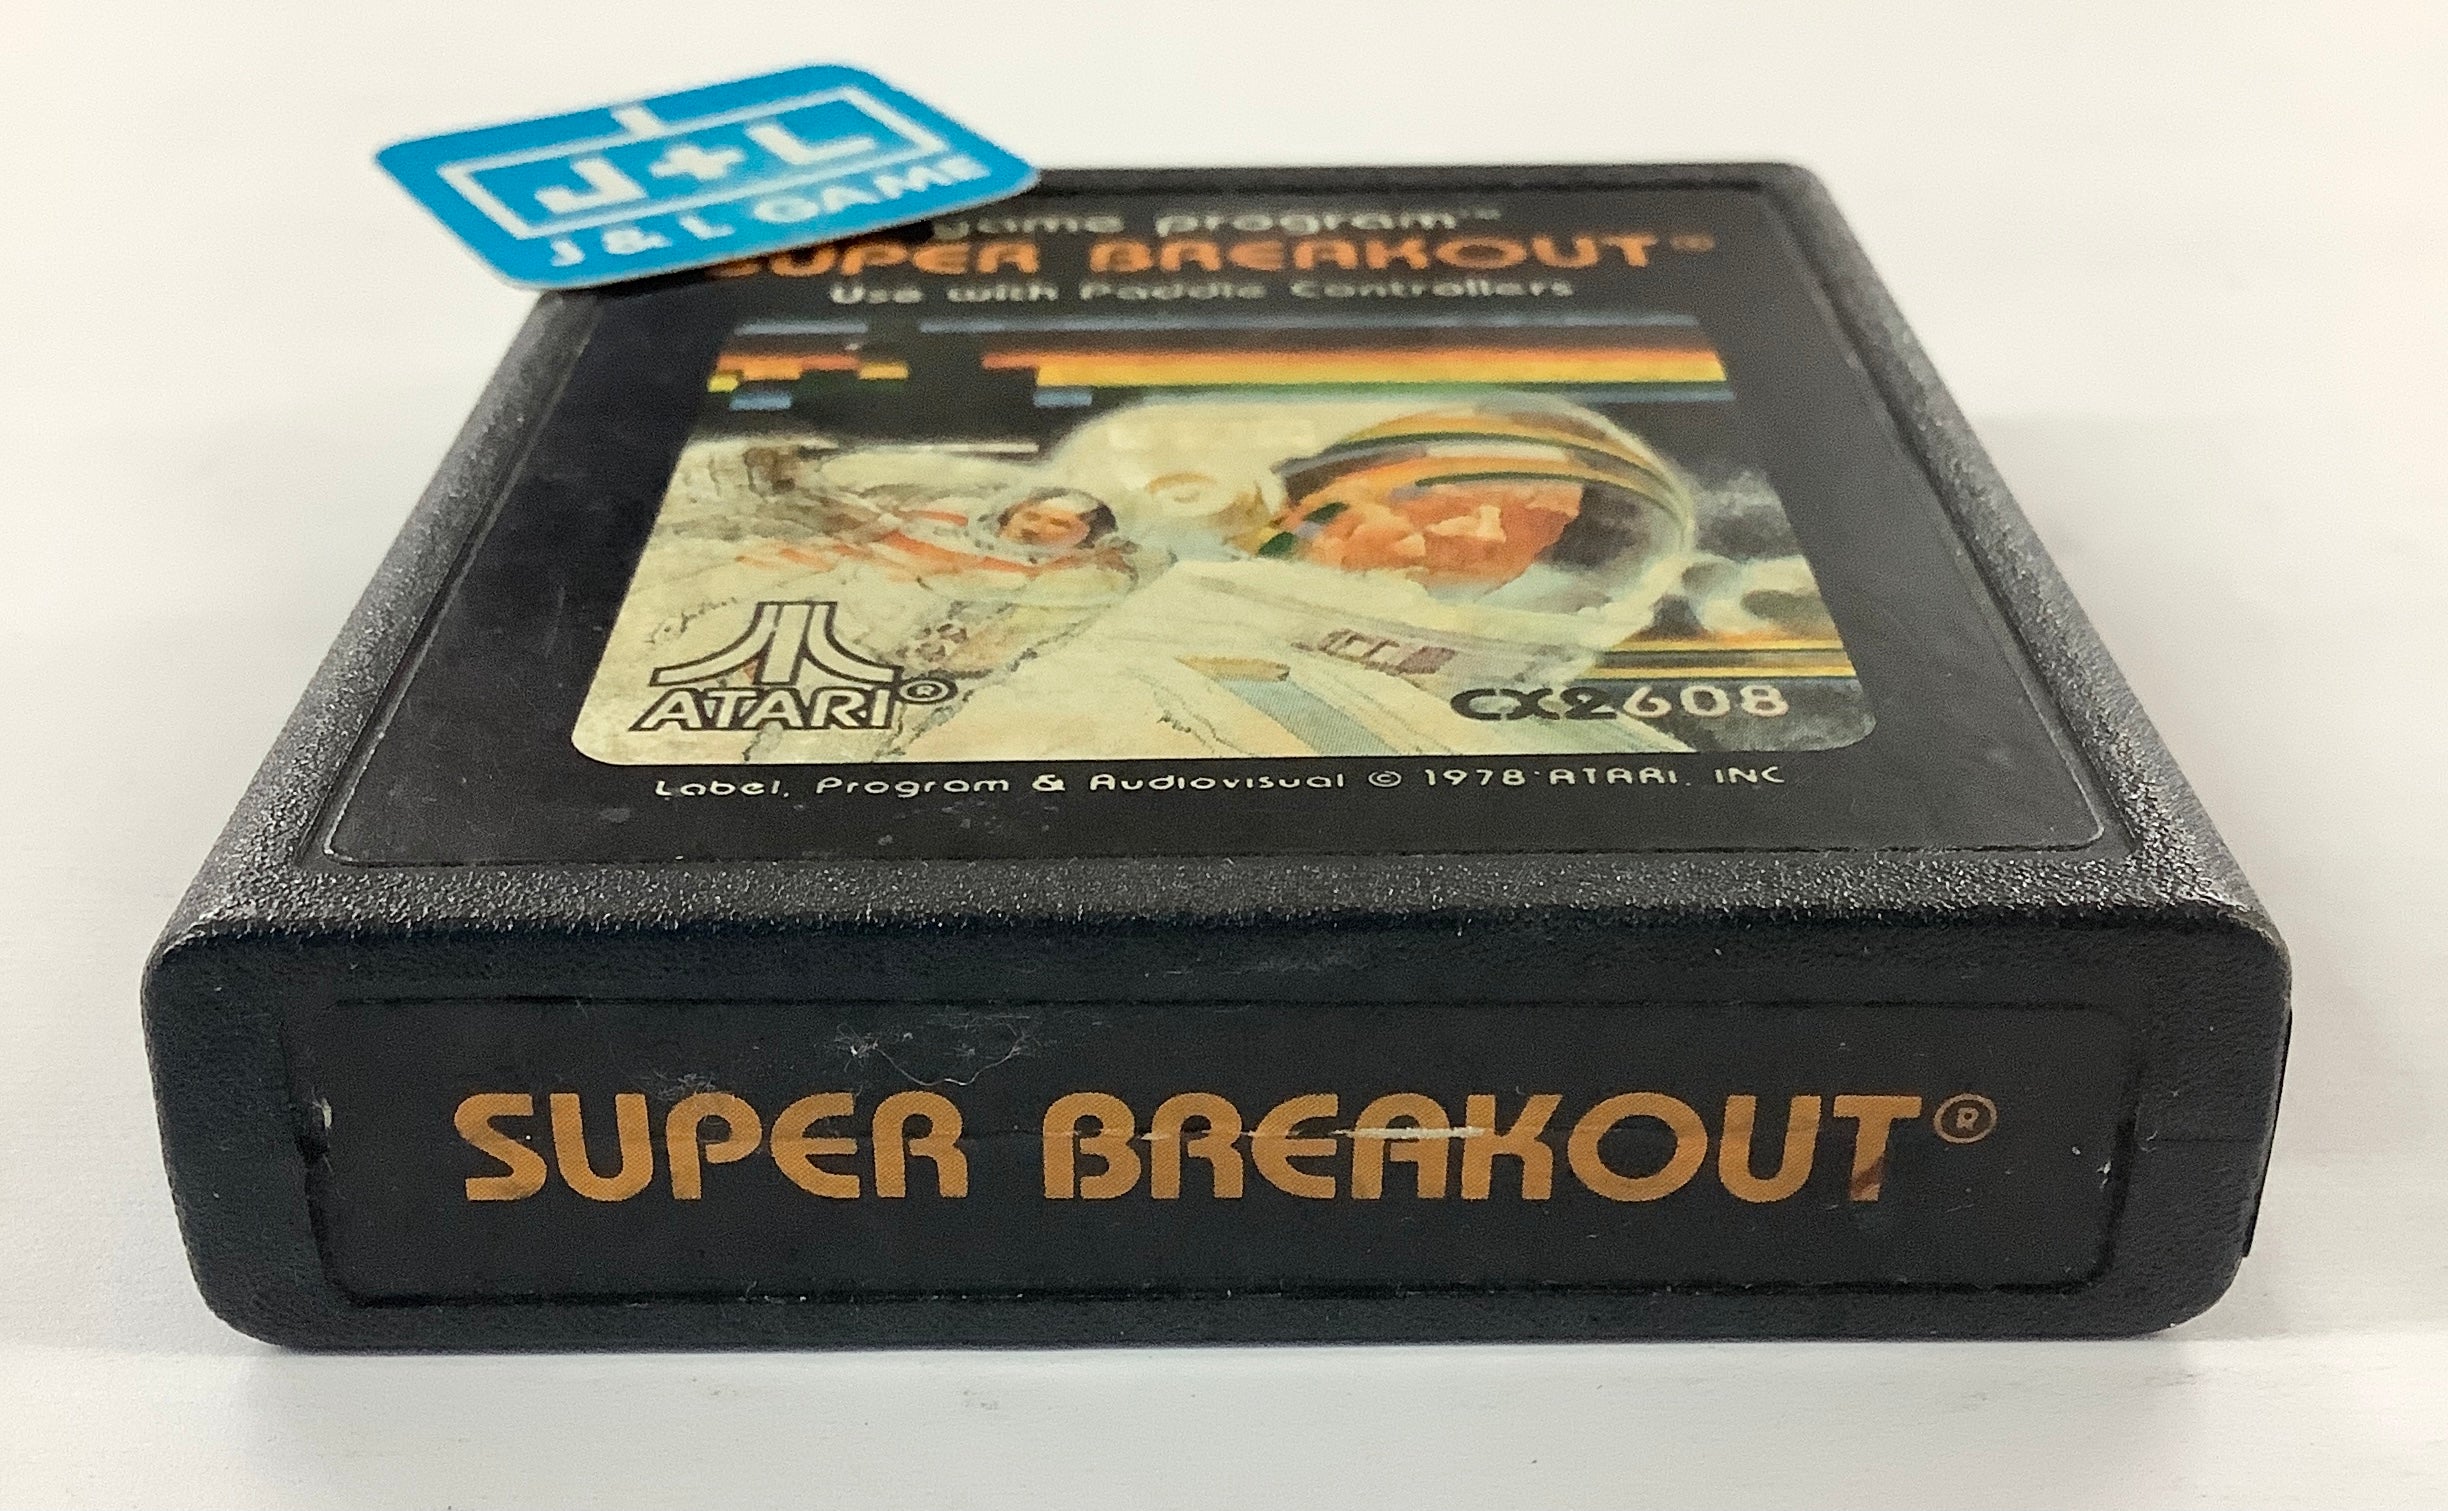 J+L
J & L GAME
game program™
SUPER BREAKOUT®
Use with Paddle Controllers
ATARI®
CX2608
Label, Program & Audiovisual © 1978 ATARI, INC
SUPER BREAKOUT®